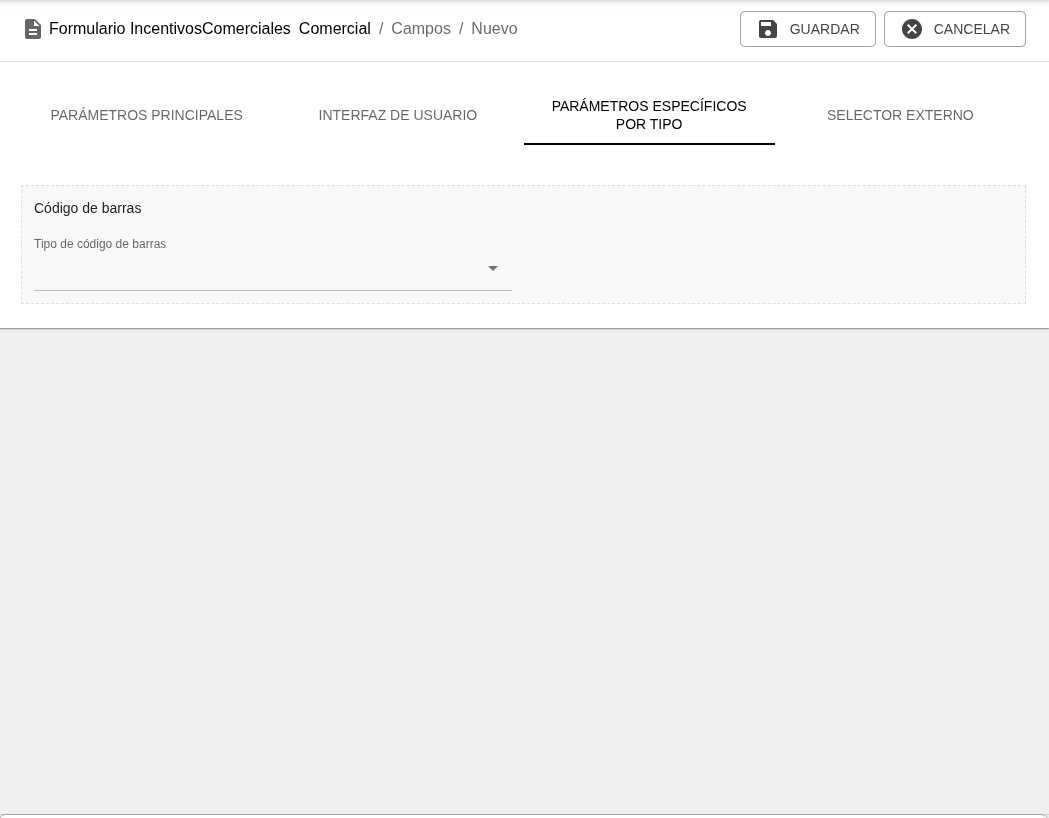 Formulario IncentivosComerciales Comercial / Campos / Nuevo
GUARDAR
CANCELAR
PARÁMETROS PRINCIPALES
INTERFAZ DE USUARIO
PARÁMETROS ESPECÍFICOS
POR TIPO
SELECTOR EXTERNO
Código de barras
Tipo de código de barras